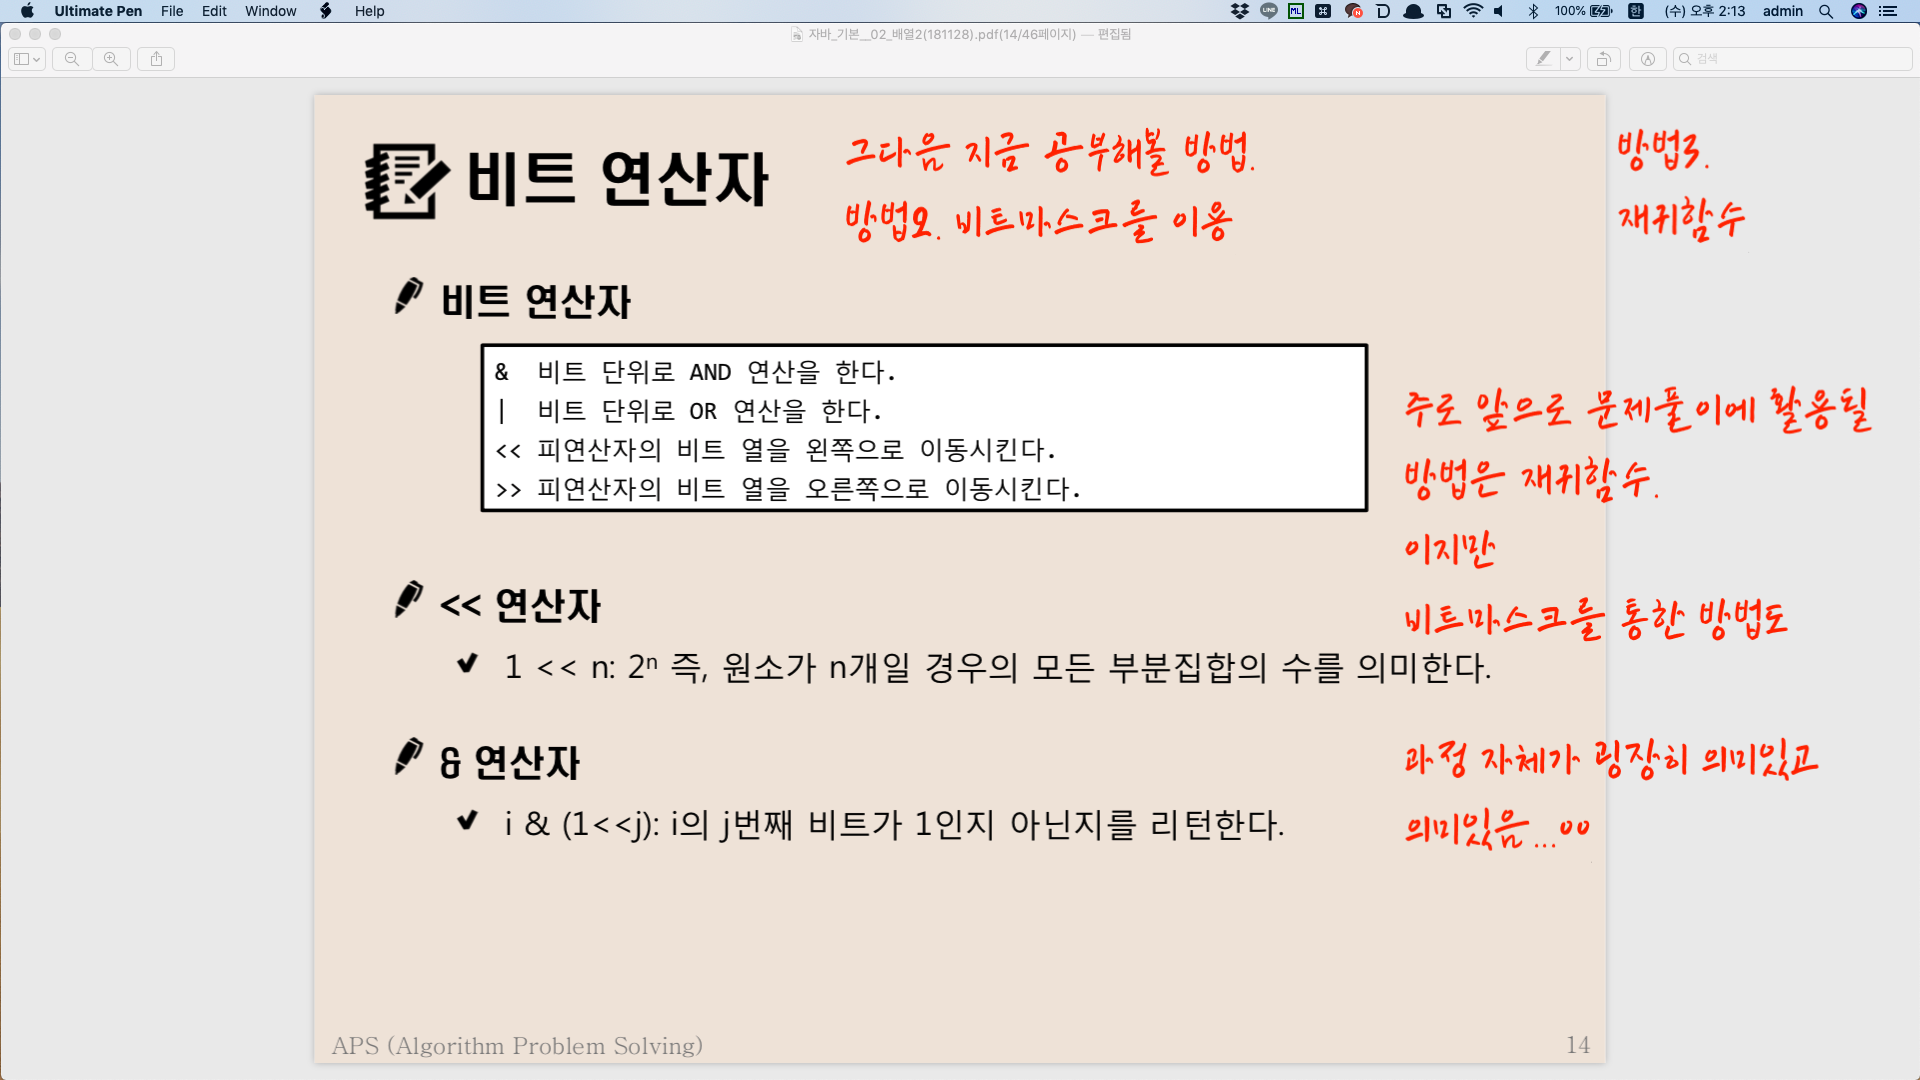 Ultimate Pen File Edit Window Help
100% 한 (수) 오후 2:13 admin
자바_기본__02_배열2(181128).pdf(14/46페이지) — 편집됨
검색
비트 연산자
그다음 지금 공부해볼 방법.
방법2. 비트마스크를 이용
방법3.
재귀함수
비트 연산자
& 비트 단위로 AND 연산을 한다.
| 비트 단위로 OR 연산을 한다.
<< 피연산자의 비트 열을 왼쪽으로 이동시킨다.
>> 피연산자의 비트 열을 오른쪽으로 이동시킨다.
주로 앞으로 문제풀이에 활용될
방법은 재귀함수.
이지만
비트마스크를 통한 방법도
<< 연산자
1 << n: 2ⁿ 즉, 원소가 n개일 경우의 모든 부분집합의 수를 의미한다.
& 연산자
i & (1<<j): i의 j번째 비트가 1인지 아닌지를 리턴한다.
과정 자체가 굉장히 의미있고
의미있음...ㅇㅇ
APS (Algorithm Problem Solving)
14